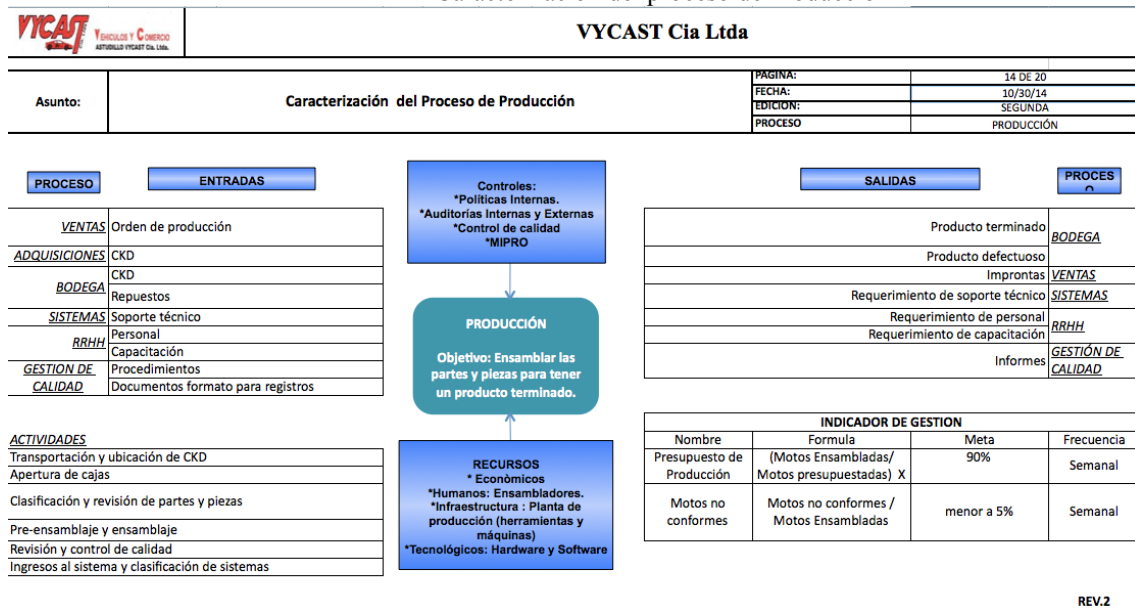 Caracterización del proceso de Producción
VYCAST
VEHICULOS Y COMERCIO
ASTUDILLO VYCAST Cia. Ltda.
VYCAST Cia Ltda
Asunto:
Caracterización del Proceso de Producción
PAGINA: 14 DE 20
FECHA: 10/30/14
EDICION: SEGUNDA
PROCESO PRODUCCIÓN
PROCESO
ENTRADAS
VENTAS Orden de producción
ADQUISICIONES CKD
BODEGA
CKD
Repuestos
SISTEMAS Soporte técnico
RRHH
Personal
Capacitación
GESTION DE
CALIDAD
Procedimientos
Documentos formato para registros
ACTIVIDADES
Transportación y ubicación de CKD
Apertura de cajas
Clasificación y revisión de partes y piezas
Pre-ensamblaje y ensamblaje
Revisión y control de calidad
Ingresos al sistema y clasificación de sistemas
Controles:
*Políticas Internas.
*Auditorías Internas y Externas
*Control de calidad
*MIPRO
PRODUCCIÓN
Objetivo: Ensamblar las
partes y piezas para tener
un producto terminado.
RECURSOS
* Econòmicos
*Humanos: Ensambladores.
*Infraestructura : Planta de
producción (herramientas y
máquinas)
*Tecnológicos: Hardware y Software
SALIDAS
PROCES
O
Producto terminado
Producto defectuoso
BODEGA
Improntas VENTAS
Requerimiento de soporte técnico SISTEMAS
Requerimiento de personal
Requerimiento de capacitación
RRHH
Informes
GESTIÓN DE
CALIDAD
INDICADOR DE GESTION
Nombre Formula Meta Frecuencia
Presupuesto de
Producción
(Motos Ensambladas/
Motos presupuestadas) X
90%
Semanal
Motos no
conformes
Motos no conformes /
Motos Ensambladas
menor a 5%
Semanal
REV.2